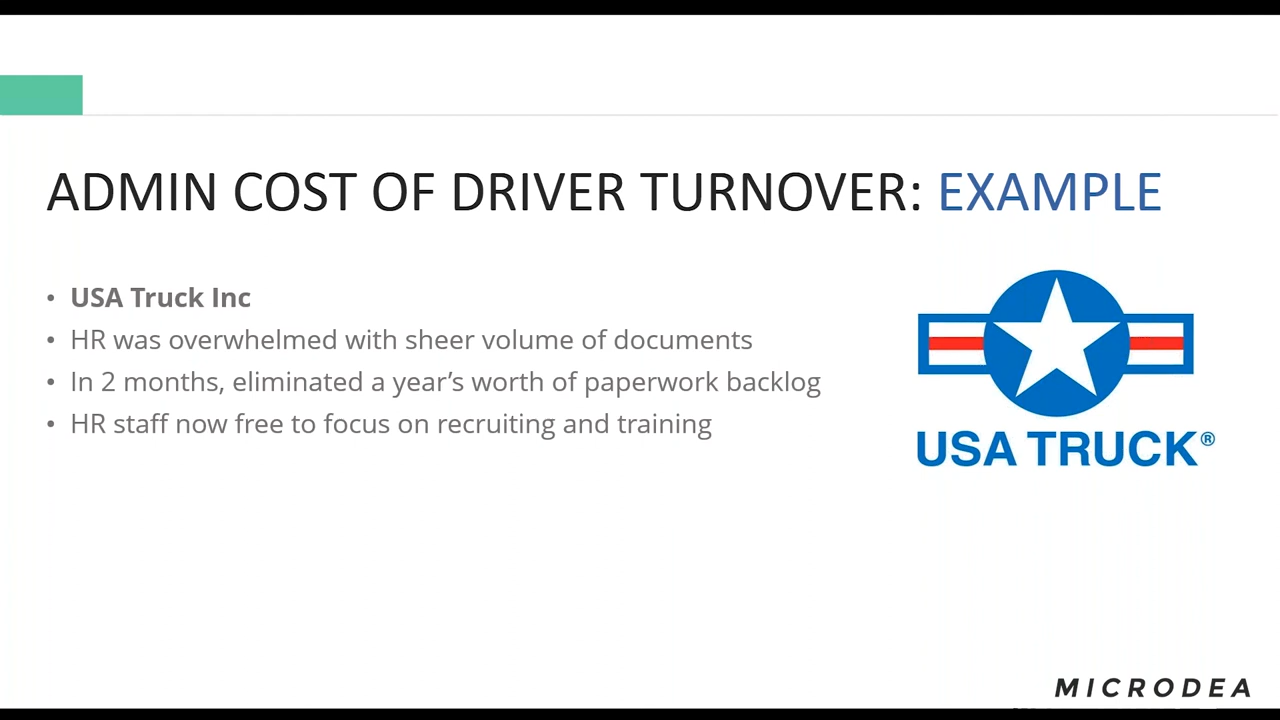 ADMIN COST OF DRIVER TURNOVER: EXAMPLE
• USA Truck Inc
• HR was overwhelmed with sheer volume of documents
• In 2 months, eliminated a year’s worth of paperwork backlog
• HR staff now free to focus on recruiting and training
USA TRUCK®
MICRODEA